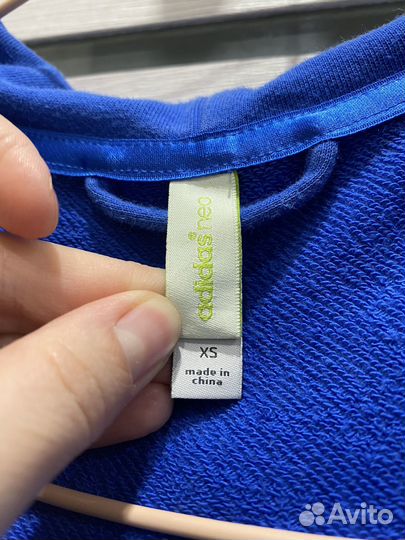 adidas neo
XS
made in
china
Avito